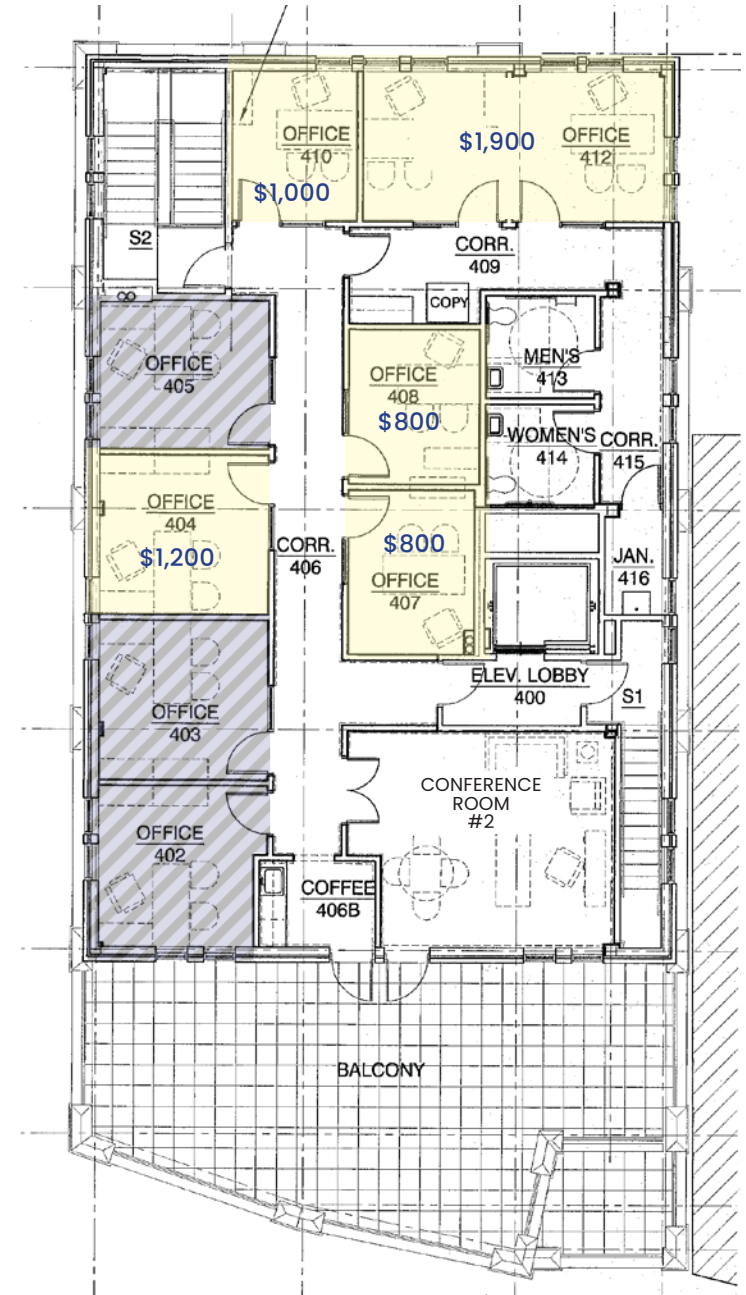 OFFICE
410
$1,000
$1,900
OFFICE
412
S2
CORR.
409
COPY
OFFICE
405
OFFICE
408
$800
MEN'S
413
WOMEN'S
414
CORR.
415
OFFICE
404
$1,200
CORR.
406
$800
OFFICE
407
JAN.
416
ELEV. LOBBY
400
S1
OFFICE
403
CONFERENCE
ROOM
#2
OFFICE
402
COFFEE
406B
BALCONY